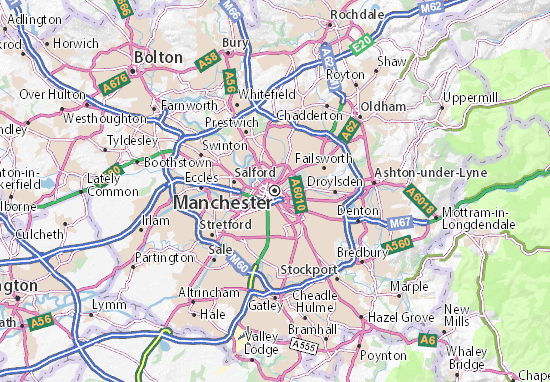 Adlington
M66
Rochdale
M62
Horwich
Bury
Bolton
A58
E20
Shaw
A676
A56
Royton
Over Hulton
Whitefield
Uppermill
Farnworth
Chadderton
Oldham
Westhoughton
Prestwich
A62
Tyldesley
Swinton
Failsworth
Boothstown
Salford
Ashton-under-Lyne
Lately
Common
Eccles
Droylsden
A6018
Manchester
A6010
Denton
M67
Mottram-in-
Longdendale
Irlam
Stretford
Culcheth
Sale
M60
A560
Partington
Bredbury
Stockport
Altrincham
Marple
Lymm
Cheadle
Hulme
Gatley
Hale
Hazel Grove
New
Mills
A56
Valley
Lodge
Bramhall
A555
A6
Poynton
Whaley
Bridge